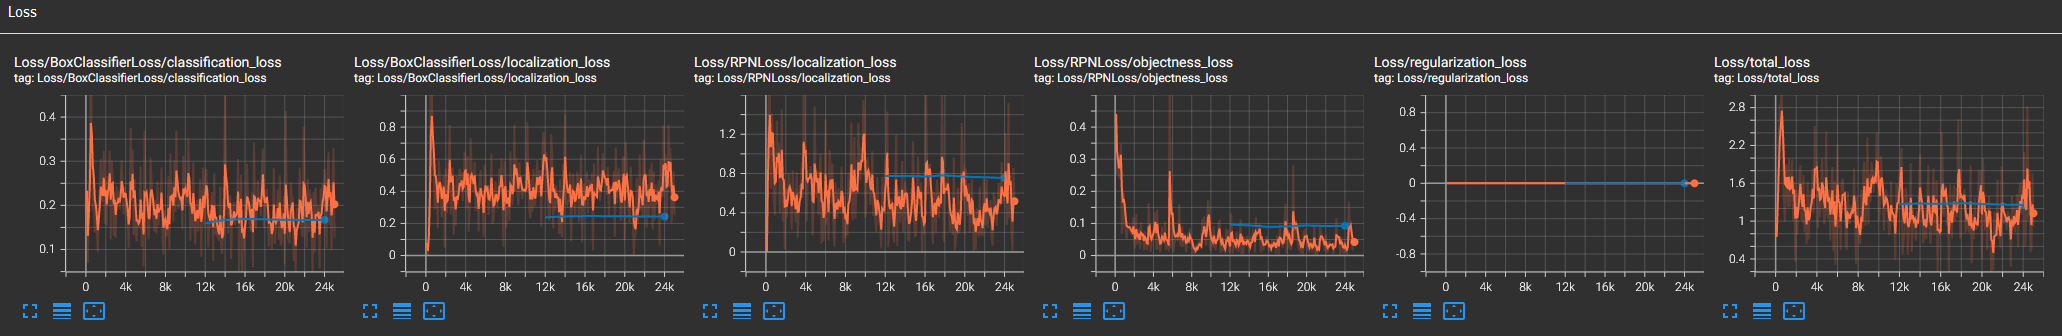 Loss
Loss/BoxClassifierLoss/classification_loss
tag: Loss/BoxClassifierLoss/classification_loss
0.4
0.3
0.2
0.1
0 4k 8k 12k 16k 20k 24k
Loss/BoxClassifierLoss/localization_loss
tag: Loss/BoxClassifierLoss/localization_loss
0.8
0.6
0.4
0.2
0
0 4k 8k 12k 16k 20k 24k
Loss/RPNLoss/localization_loss
tag: Loss/RPNLoss/localization_loss
1.2
0.8
0.4
0
0 4k 8k 12k 16k 20k 24k
Loss/RPNLoss/objectness_loss
tag: Loss/RPNLoss/objectness_loss
0.4
0.3
0.2
0.1
0
0 4k 8k 12k 16k 20k 24k
Loss/regularization_loss
tag: Loss/regularization_loss
0.8
0.4
0
-0.4
-0.8
0 4k 8k 12k 16k 20k 24k
Loss/total_loss
tag: Loss/total_loss
2.8
2.2
1.6
1
0.4
0 4k 8k 12k 16k 20k 24k